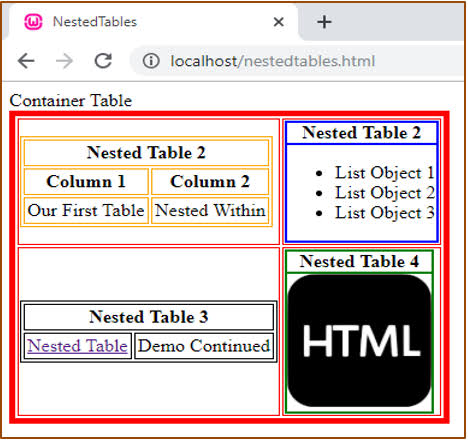 NestedTables
localhost/nestedtables.html
Container Table
Nested Table 2
Column 1 Column 2
Our First Table Nested Within
Nested Table 2
List Object 1
List Object 2
List Object 3
Nested Table 3
Nested Table Demo Continued
Nested Table 4
HTML